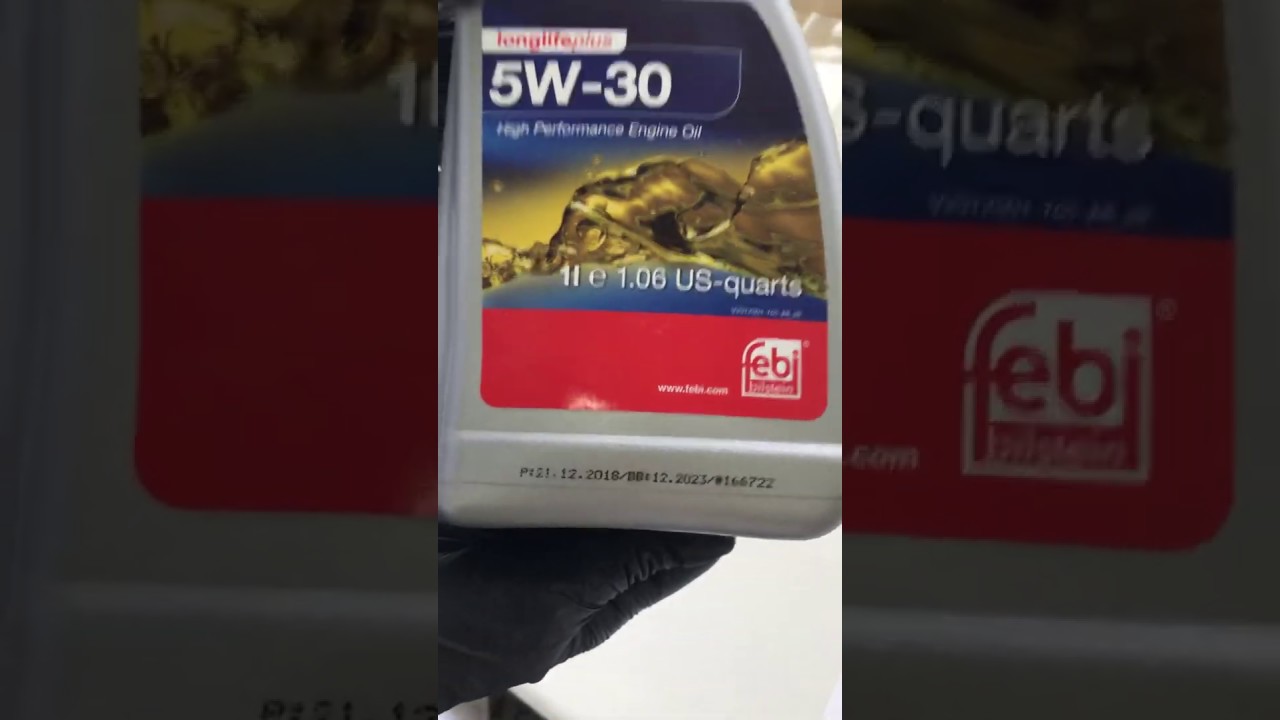 longlifeplus
5W-30
High Performance Engine Oil
1l e 1.06 US-quarts
www.febi.com
febi
bilstein
P:21.12.2018/BB:12.2023/#166722